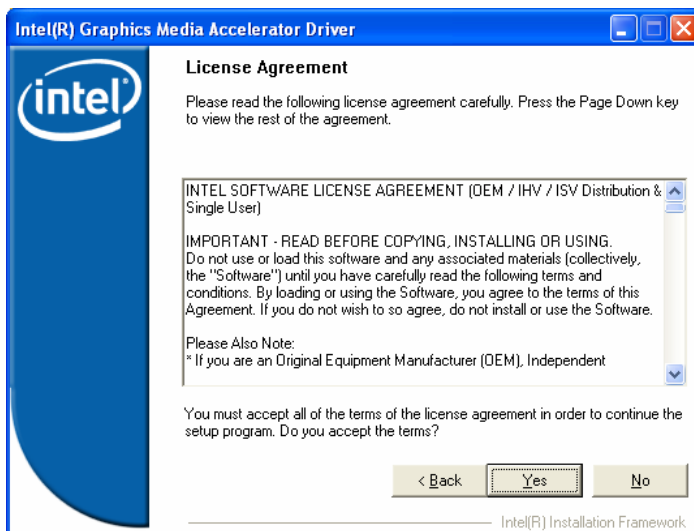 Intel(R) Graphics Media Accelerator Driver
intel
License Agreement
Please read the following license agreement carefully. Press the Page Down key
to view the rest of the agreement.
INTEL SOFTWARE LICENSE AGREEMENT (OEM / IHV / ISV Distribution &
Single User)
IMPORTANT - READ BEFORE COPYING, INSTALLING OR USING.
Do not use or load this software and any associated materials (collectively,
the "Software") until you have carefully read the following terms and
conditions. By loading or using the Software, you agree to the terms of this
Agreement. If you do not wish to so agree, do not install or use the Software.
Please Also Note:
* If you are an Original Equipment Manufacturer (OEM), Independent
You must accept all of the terms of the license agreement in order to continue the
setup program. Do you accept the terms?
< Back Yes No
Intel(R) Installation Framework